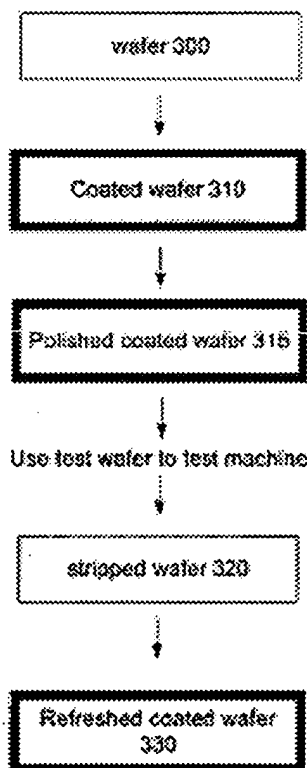 wafer 300
Coated wafer 310
Polished coated wafer 315
Use test wafer to test machine
stripped wafer 320
Refreshed coated wafer
330